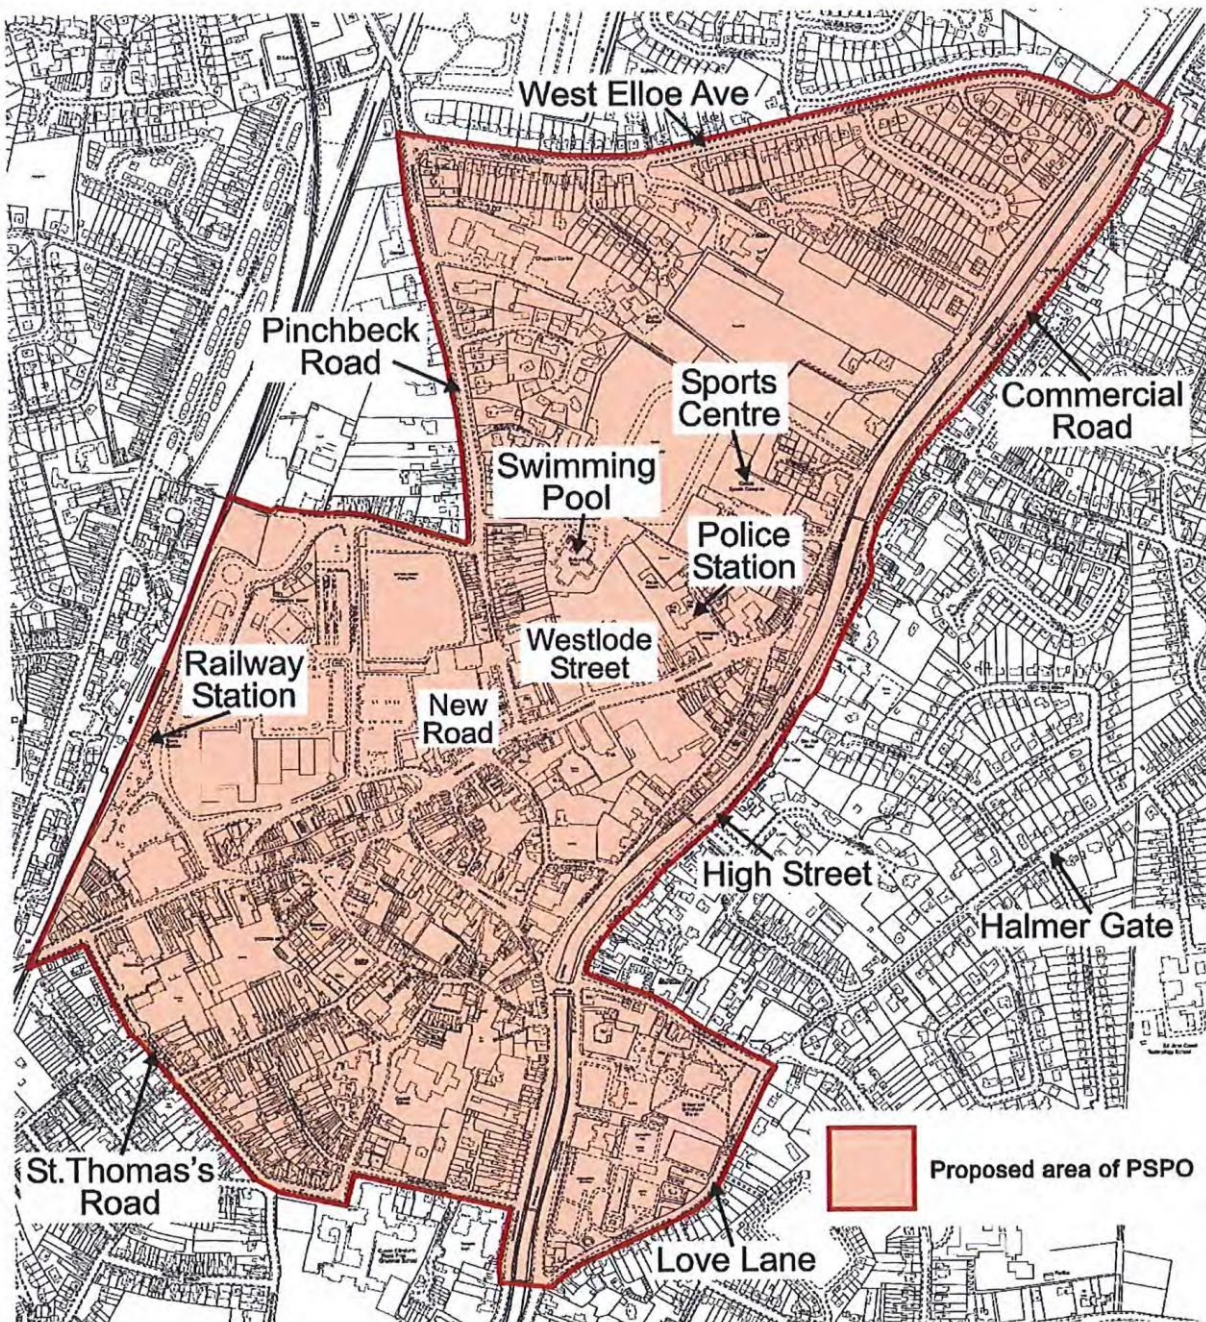 West Elloe Ave
Pinchbeck
Road
Sports
Centre
Commercial
Road
Swimming
Pool
Police
Station
Westlode
Street
Railway
Station
New
Road
High Street
Halmer Gate
St.Thomas's
Road
Proposed area of PSPO
Love Lane